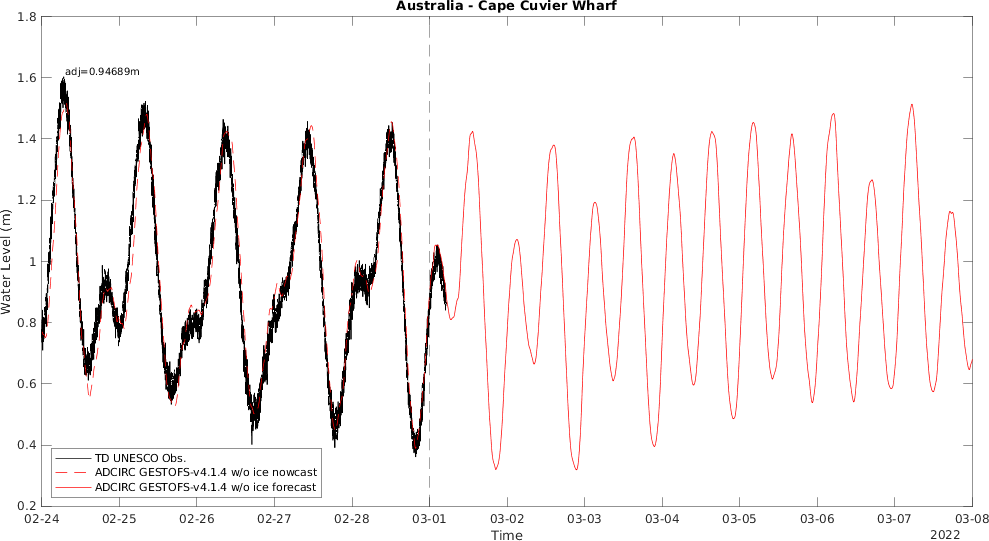 Australia - Cape Cuvier Wharf
1.8
1.6
1.4
1.2
1
0.8
0.6
0.4
0.2
Water Level (m)
adj=0.94689m
TD UNESCO Obs.
ADCIRC GESTOFS-v4.1.4 w/o ice nowcast
ADCIRC GESTOFS-v4.1.4 w/o ice forecast
02-24 02-25 02-26 02-27 02-28 03-01 03-02 03-03 03-04 03-05 03-06 03-07 03-08
Time
2022